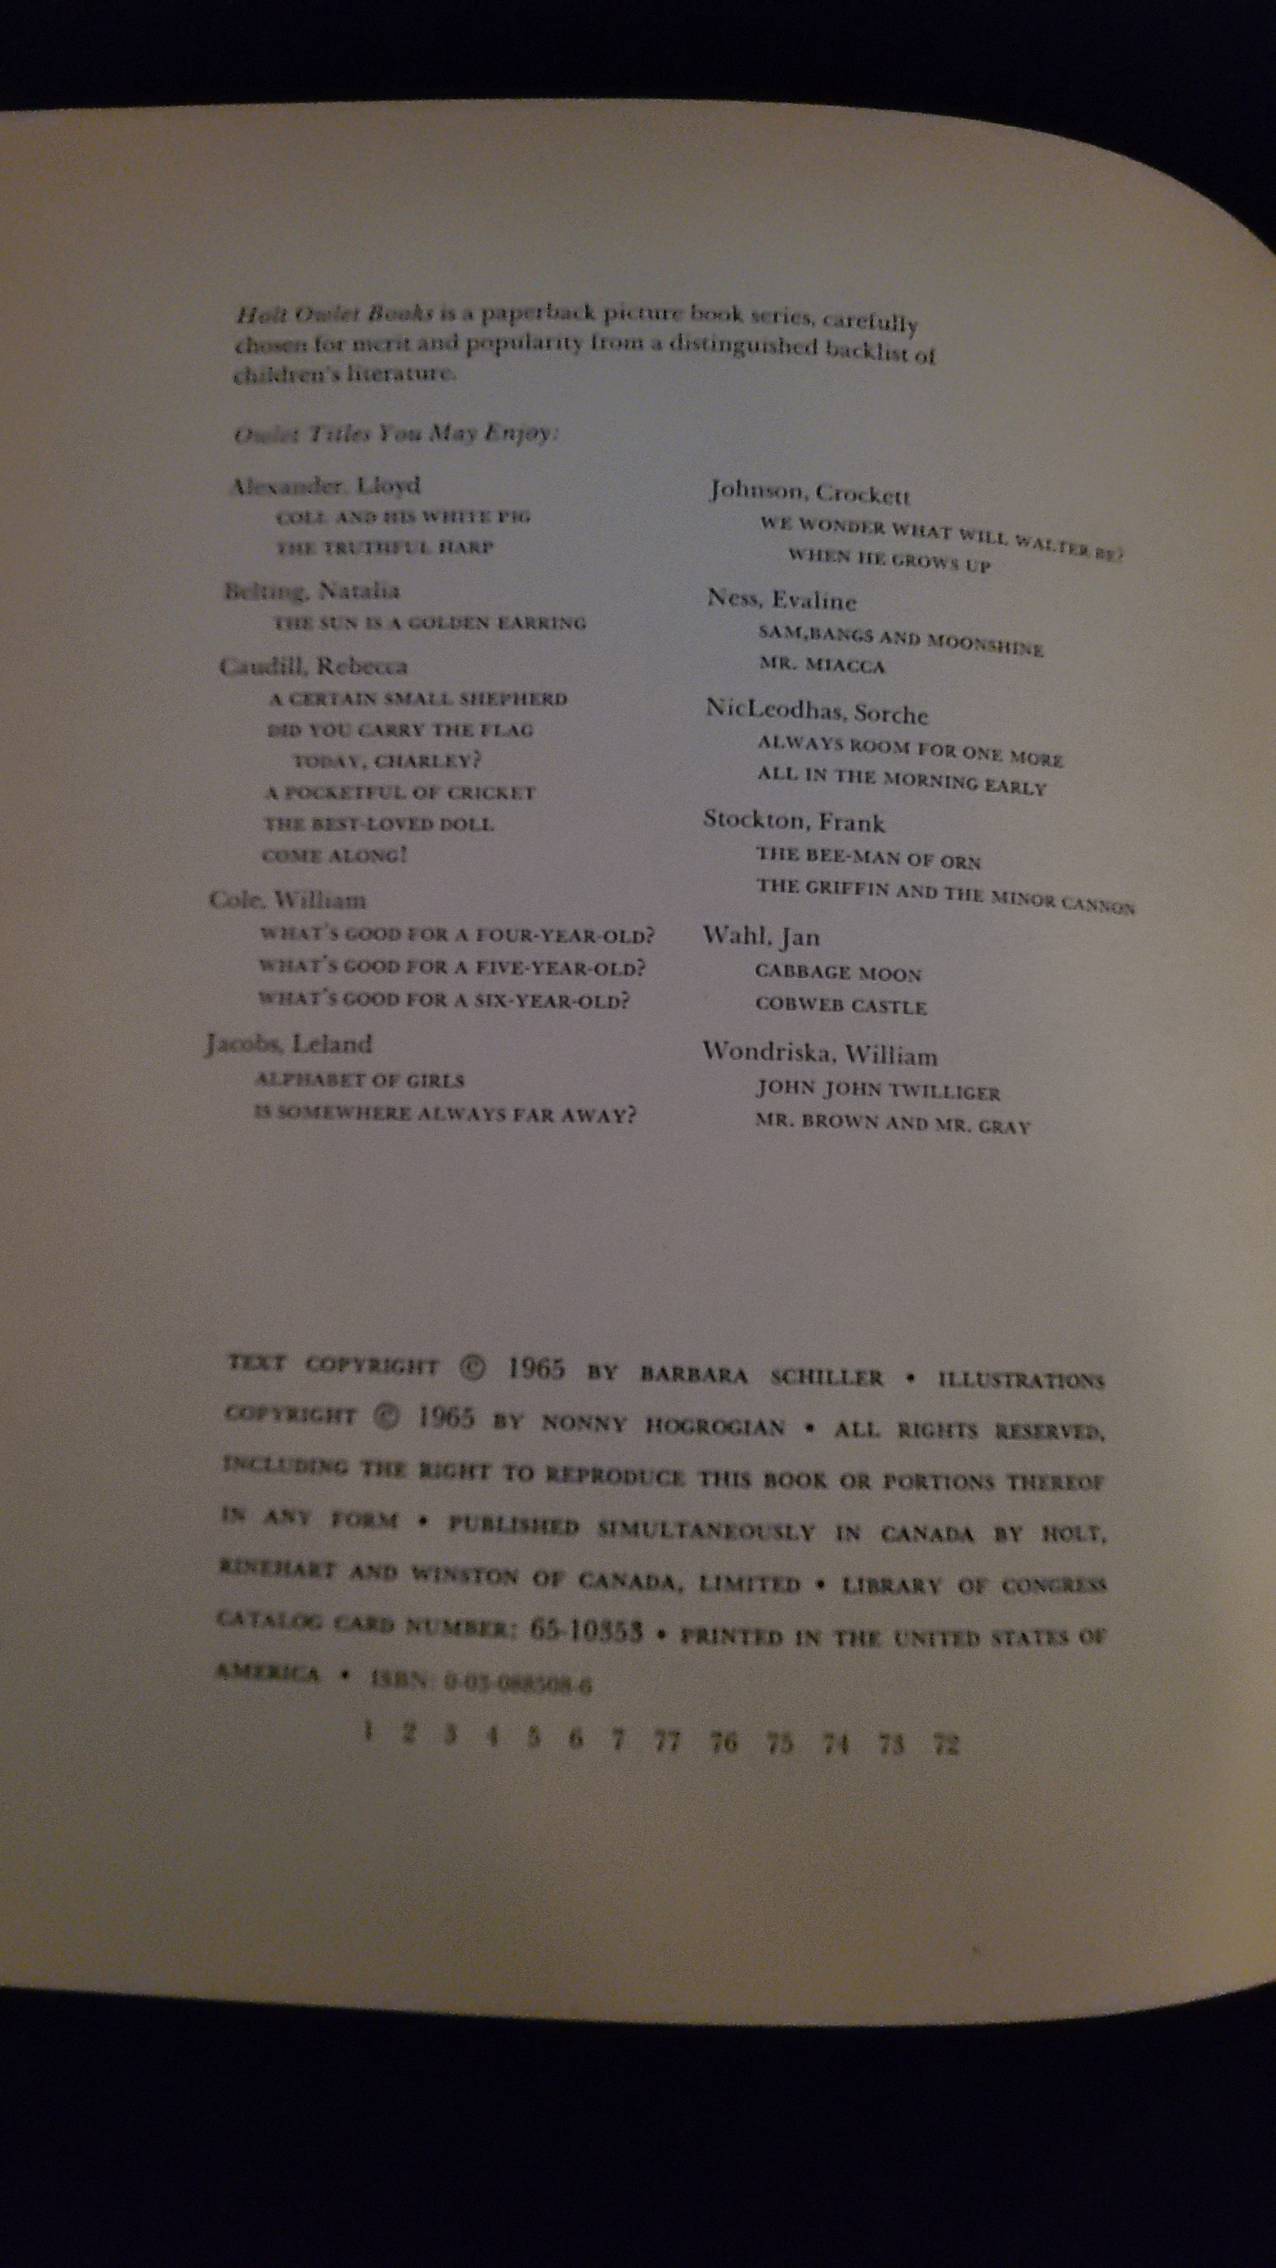 Holt Owlet Books is a paperback picture book series, carefully
chosen for merit and popularity from a distinguished backlist of
children's literature.
Owlet Titles You May Enjoy:
Alexander, Lloyd
COLL AND HIS WHITE PIG
THE TRUTHFUL HARP
Belting, Natalia
THE SUN IS A GOLDEN EARRING
Caudill, Rebecca
A CERTAIN SMALL SHEPHERD
DID YOU CARRY THE FLAG
TODAY, CHARLEY?
A POCKETFUL OF CRICKET
THE BEST-LOVED DOLL
COME ALONG!
Cole, William
WHAT'S GOOD FOR A FOUR-YEAR-OLD?
WHAT'S GOOD FOR A FIVE-YEAR-OLD?
WHAT'S GOOD FOR A SIX-YEAR-OLD?
Jacobs, Leland
ALPHABET OF GIRLS
IS SOMEWHERE ALWAYS FAR AWAY?
Johnson, Crockett
WE WONDER WHAT WILL WALTER BE?
WHEN HE GROWS UP
Ness, Evaline
SAM,BANGS AND MOONSHINE
MR. MIACCA
NicLeodhas, Sorche
ALWAYS ROOM FOR ONE MORE
ALL IN THE MORNING EARLY
Stockton, Frank
THE BEE-MAN OF ORN
THE GRIFFIN AND THE MINOR CANNON
Wahl, Jan
CABBAGE MOON
COBWEB CASTLE
Wondriska, William
JOHN JOHN TWILLIGER
MR. BROWN AND MR. GRAY
TEXT COPYRIGHT © 1965 BY BARBARA SCHILLER • ILLUSTRATIONS
COPYRIGHT © 1965 BY NONNY HOGROGIAN • ALL RIGHTS RESERVED,
INCLUDING THE RIGHT TO REPRODUCE THIS BOOK OR PORTIONS THEREOF
IN ANY FORM • PUBLISHED SIMULTANEOUSLY IN CANADA BY HOLT,
RINEHART AND WINSTON OF CANADA, LIMITED • LIBRARY OF CONGRESS
CATALOG CARD NUMBER: 65-10353 • PRINTED IN THE UNITED STATES OF
AMERICA • ISBN: 0-03-088508-6
1 2 3 4 5 6 7 77 76 75 74 73 72